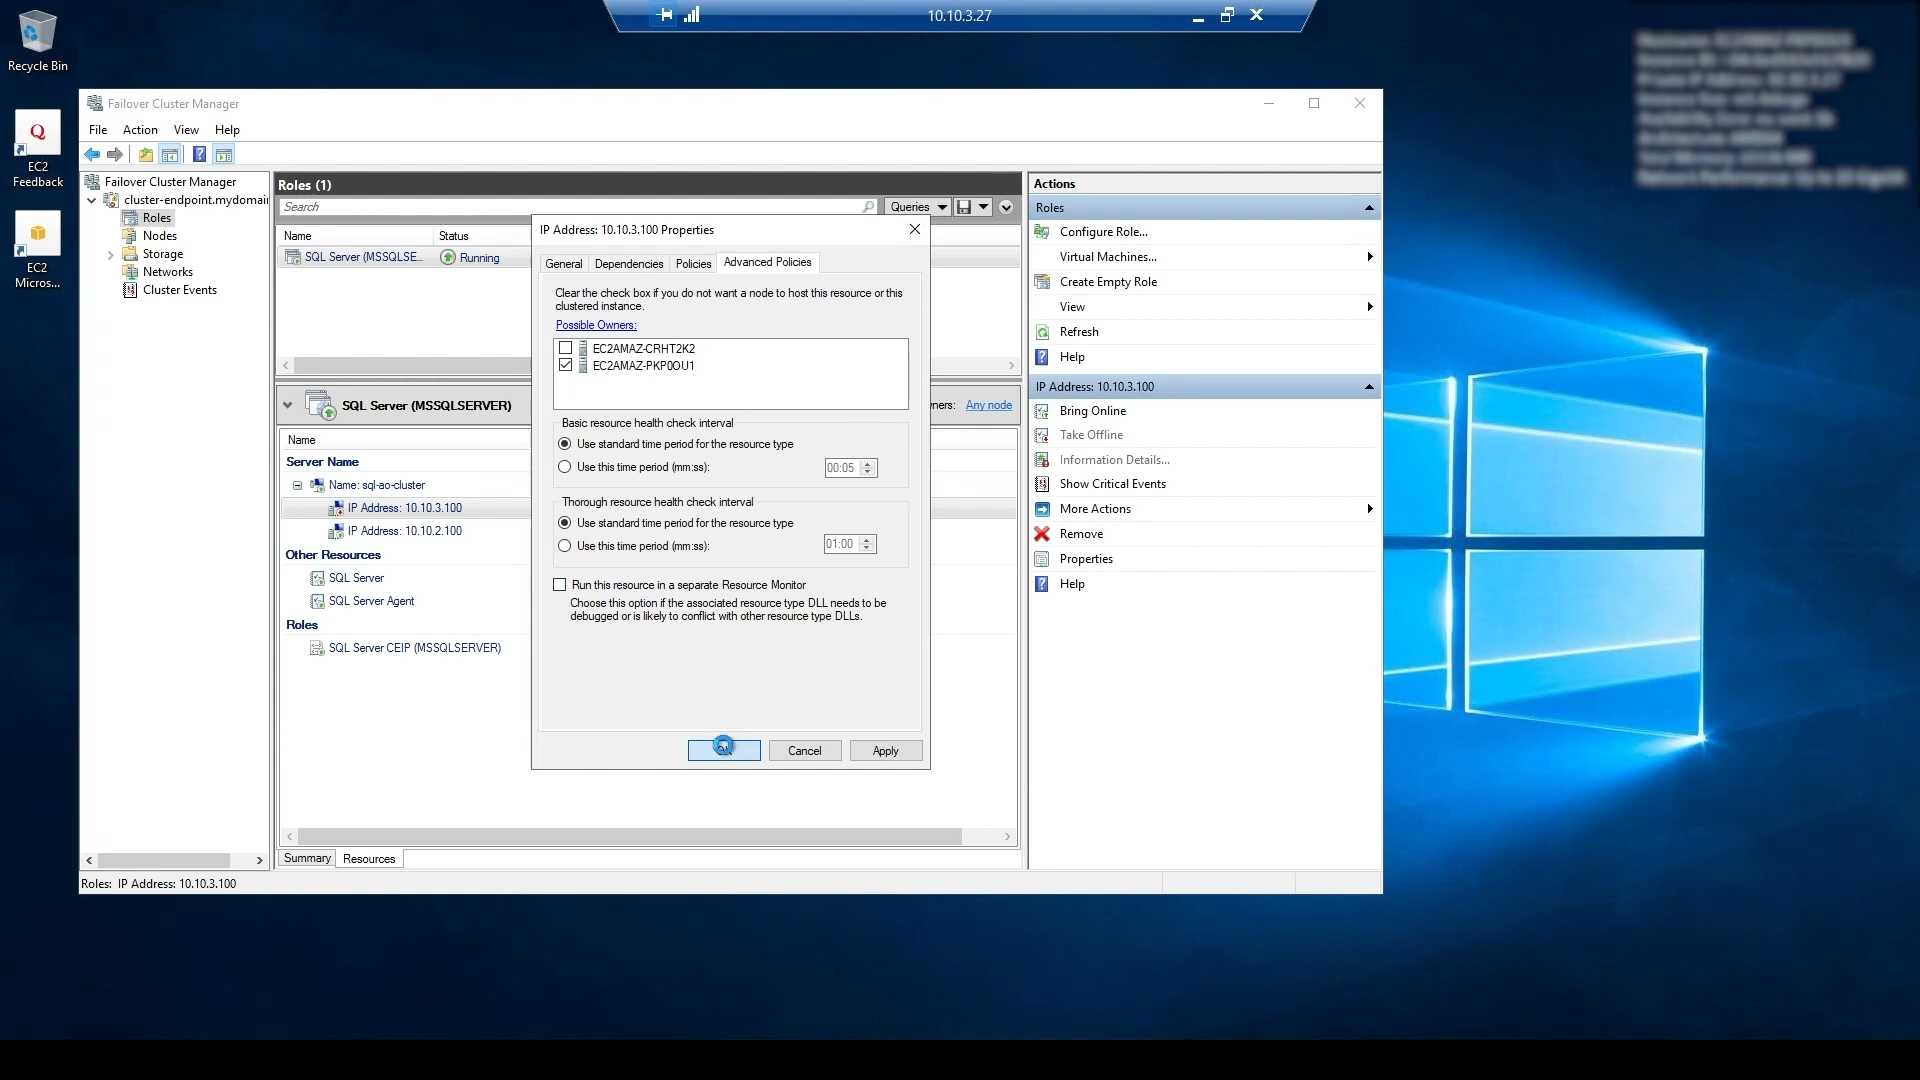 10.10.3.27
Recycle Bin
EC2
Feedback
EC2
Micros...
Failover Cluster Manager
File Action View Help
Failover Cluster Manager
cluster-endpoint.mydomai
Roles
Nodes
Storage
Networks
Cluster Events
Roles (1)
Search
Queries
Name Status
SQL Server (MSSQLSE... Running
SQL Server (MSSQLSERVER)
ners: Any node
Name
Server Name
Name: sql-ao-cluster
IP Address: 10.10.3.100
IP Address: 10.10.2.100
Other Resources
SQL Server
SQL Server Agent
Roles
SQL Server CEIP (MSSQLSERVER)
Summary Resources
Roles: IP Address: 10.10.3.100
IP Address: 10.10.3.100 Properties
General Dependencies Policies Advanced Policies
Clear the check box if you do not want a node to host this resource or this
clustered instance.
Possible Owners:
EC2AMAZ-CRHT2K2
EC2AMAZ-PKP0OU1
Basic resource health check interval
Use standard time period for the resource type
Use this time period (mm:ss): 00:05
Thorough resource health check interval
Use standard time period for the resource type
Use this time period (mm:ss): 01:00
Run this resource in a separate Resource Monitor
Choose this option if the associated resource type DLL needs to be
debugged or is likely to conflict with other resource type DLLs.
Cancel Apply
Actions
Roles
Configure Role...
Virtual Machines...
Create Empty Role
View
Refresh
Help
IP Address: 10.10.3.100
Bring Online
Take Offline
Information Details...
Show Critical Events
More Actions
Remove
Properties
Help